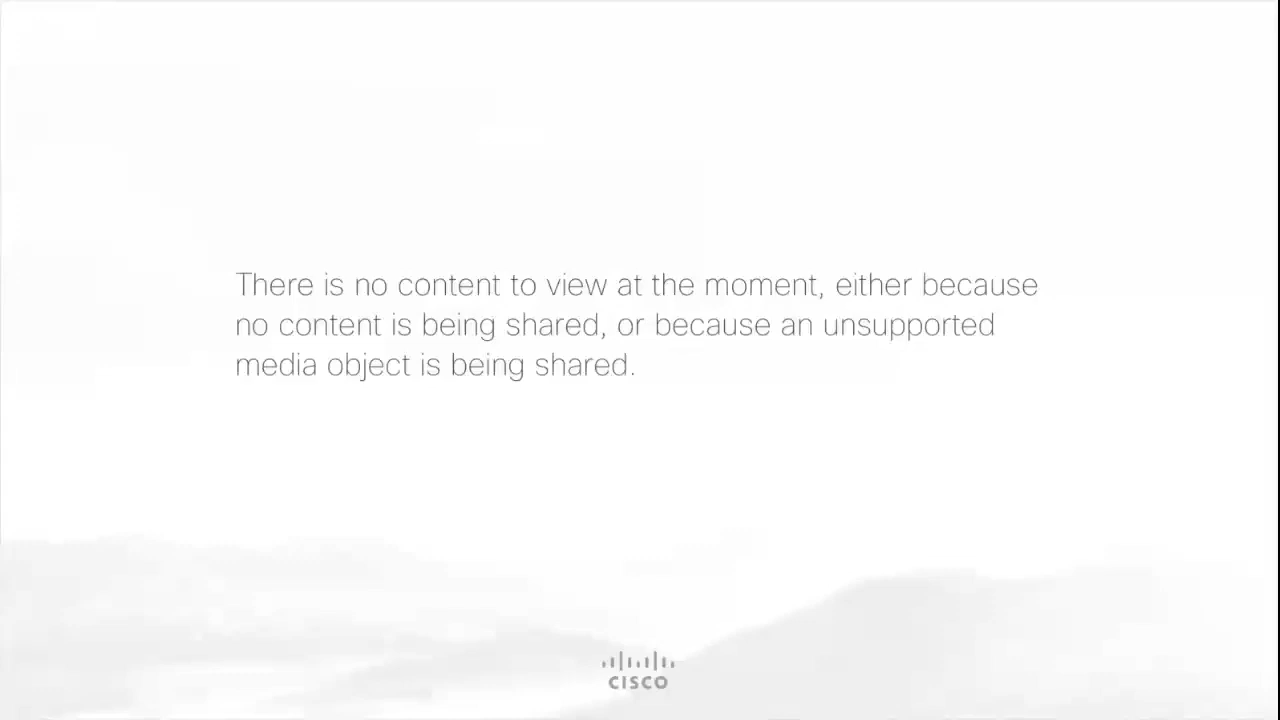 There is no content to view at the moment, either because
no content is being shared, or because an unsupported
media object is being shared.
CISCO